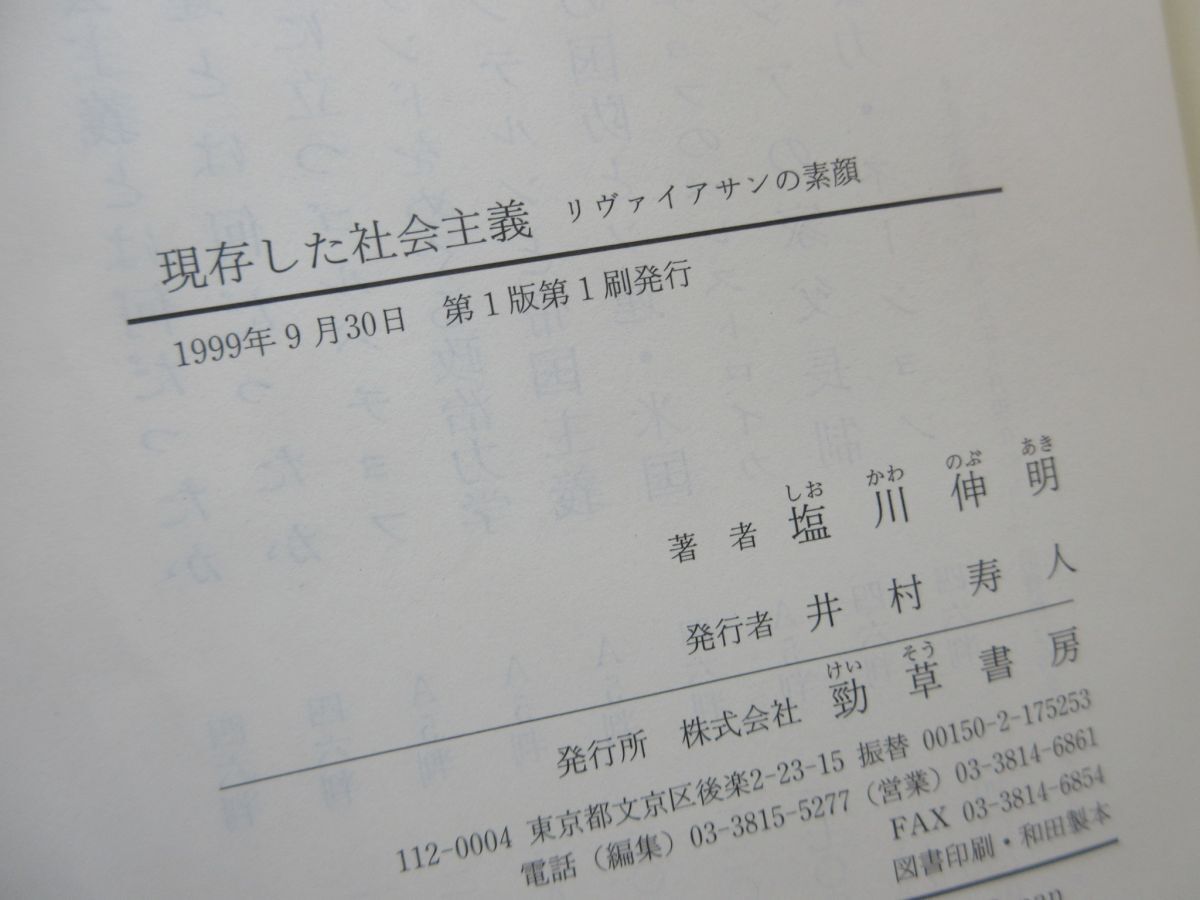 現存した社会主義　リヴァイアサンの素顔
1999年9月30日　第1版第1刷発行
しお かわ のぶ あき
著者 塩川伸明
発行者 井村寿人
けい そう
発行所 株式会社 勁草書房
112-0004 東京都文京区後楽2-23-15 振替 00150-2-175253
電話（編集）03-3815-5277（営業）03-3814-6861
FAX 03-3814-6854
図書印刷・和田製本